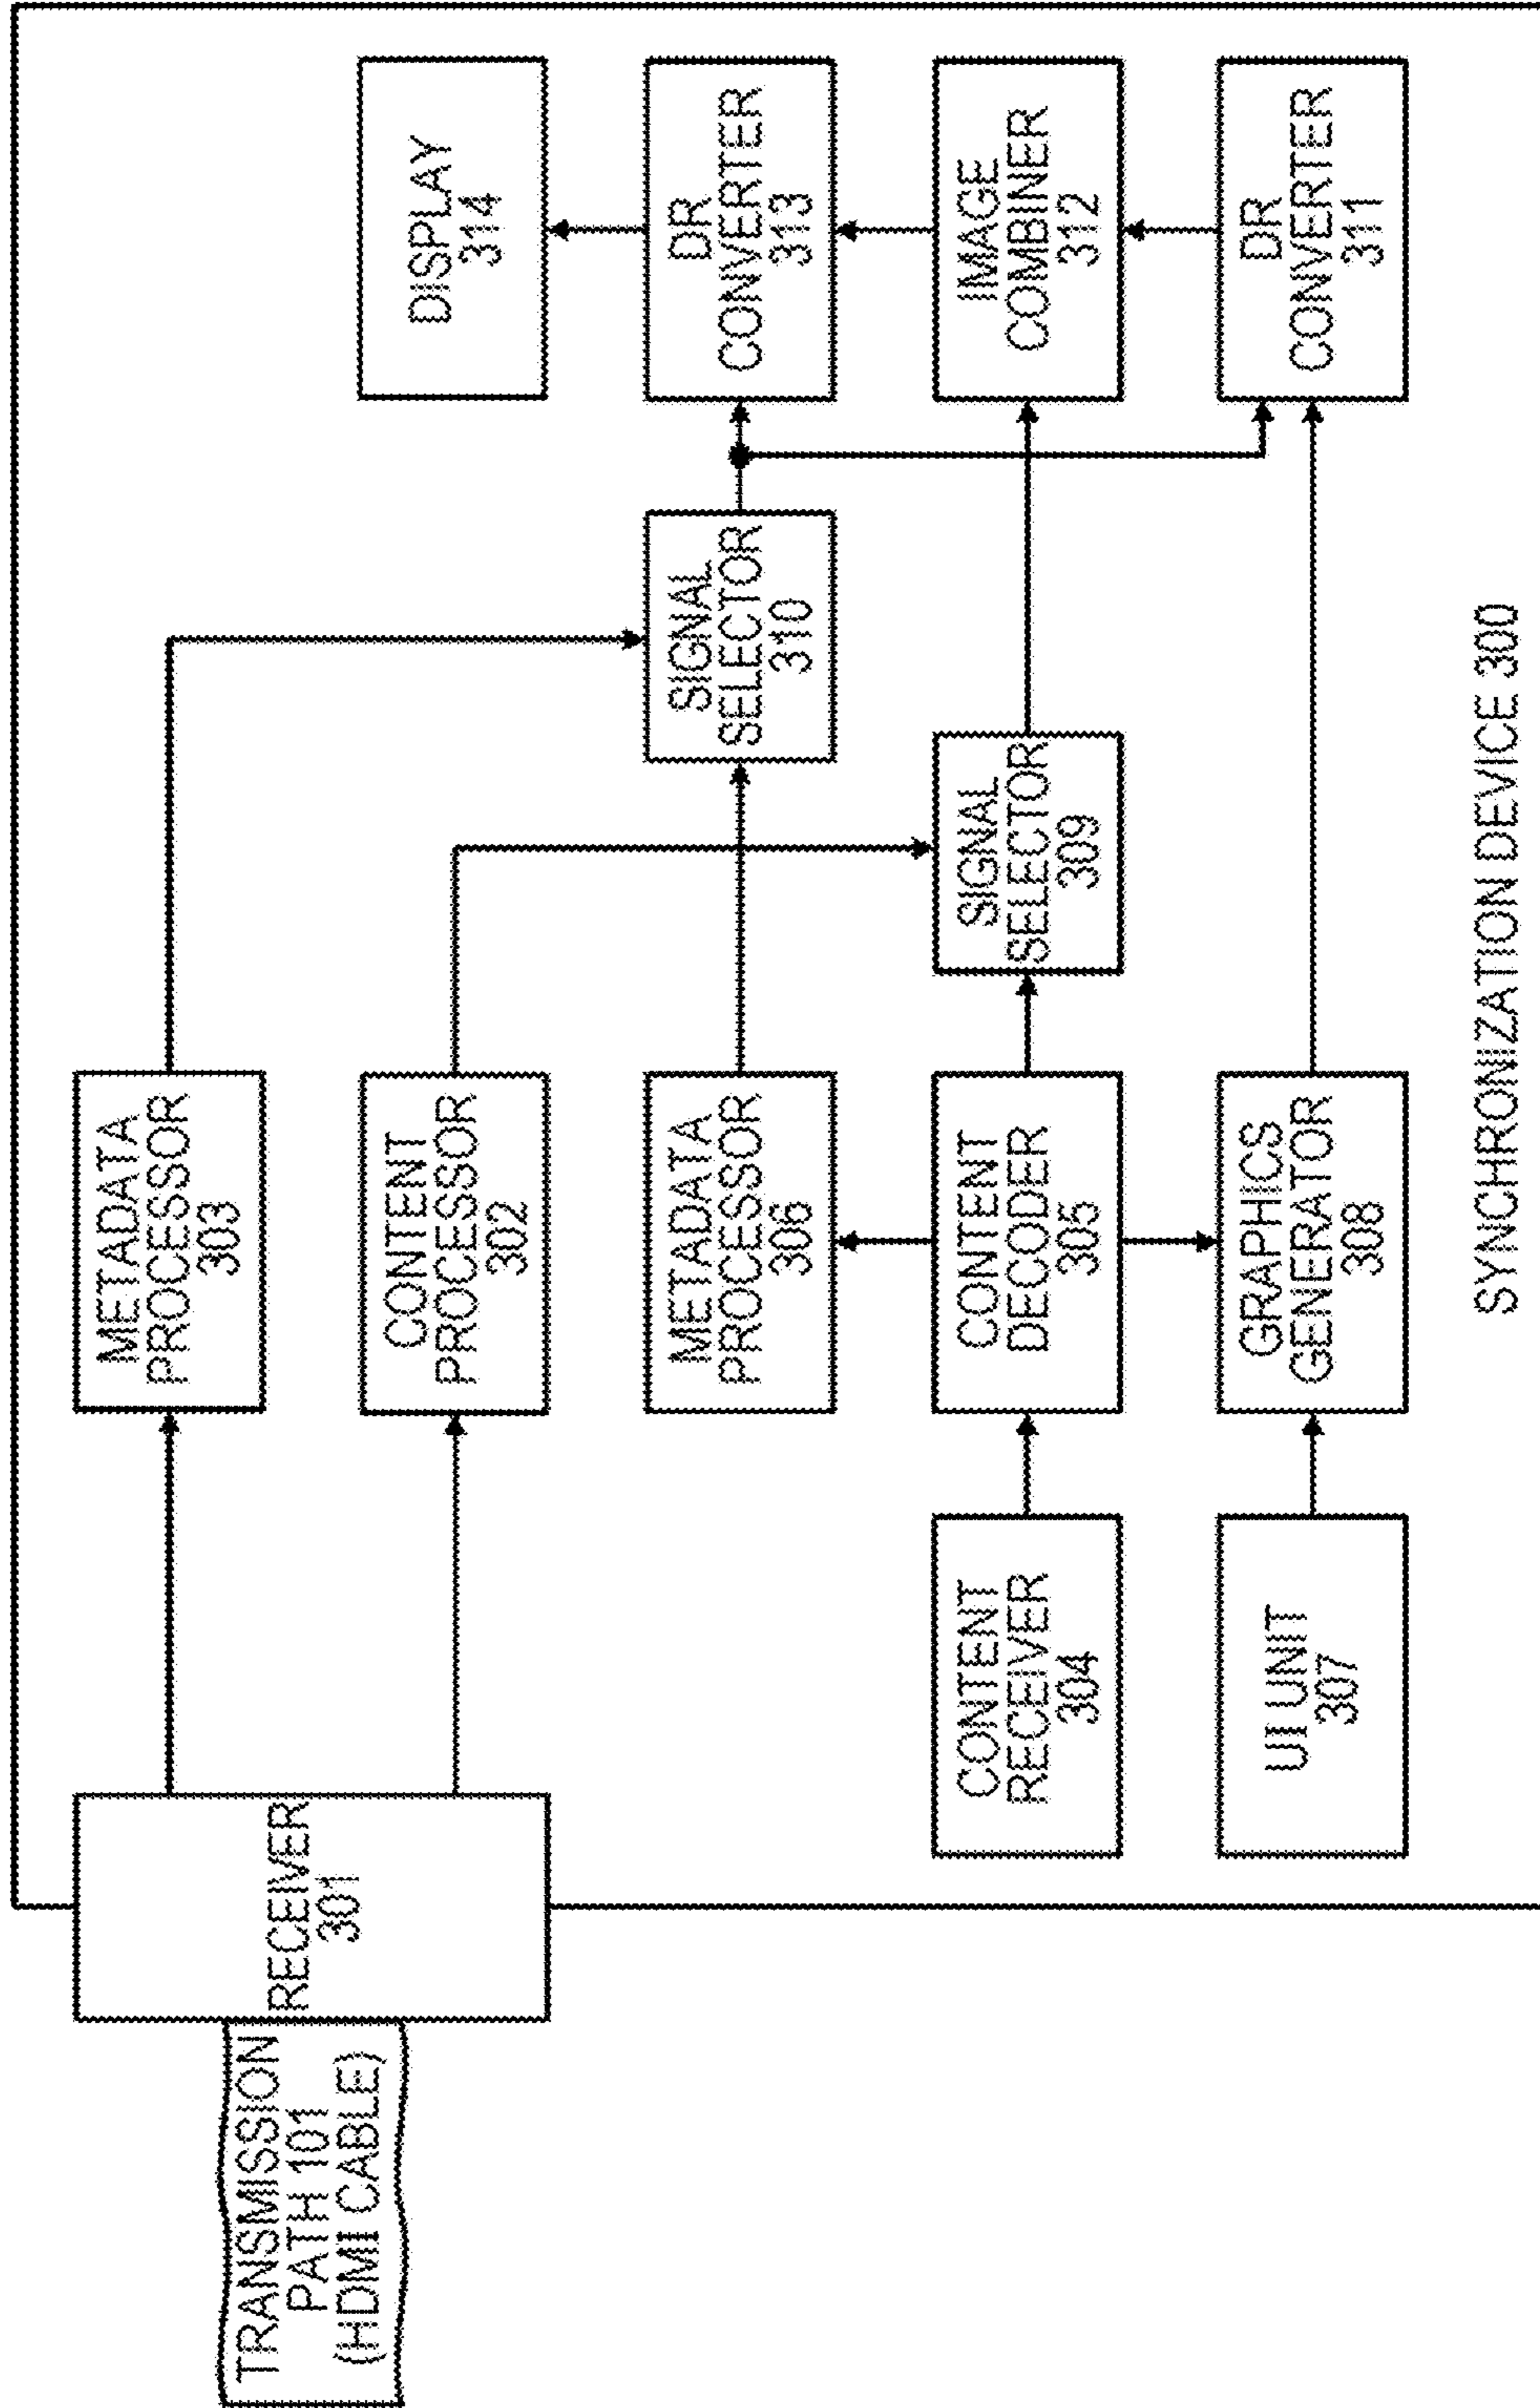 TRANSMISSION
PATH 101
(HDMI CABLE)
RECEIVER
301
METADATA
PROCESSOR
303
CONTENT
PROCESSOR
302
METADATA
PROCESSOR
306
CONTENT
RECEIVER
304
CONTENT
DECODER
305
UI UNIT
307
GRAPHICS
GENERATOR
308
SIGNAL
SELECTOR
309
SIGNAL
SELECTOR
310
DISPLAY
314
DR
CONVERTER
313
IMAGE
COMBINER
312
DR
CONVERTER
311
SYNCHRONIZATION DEVICE 300